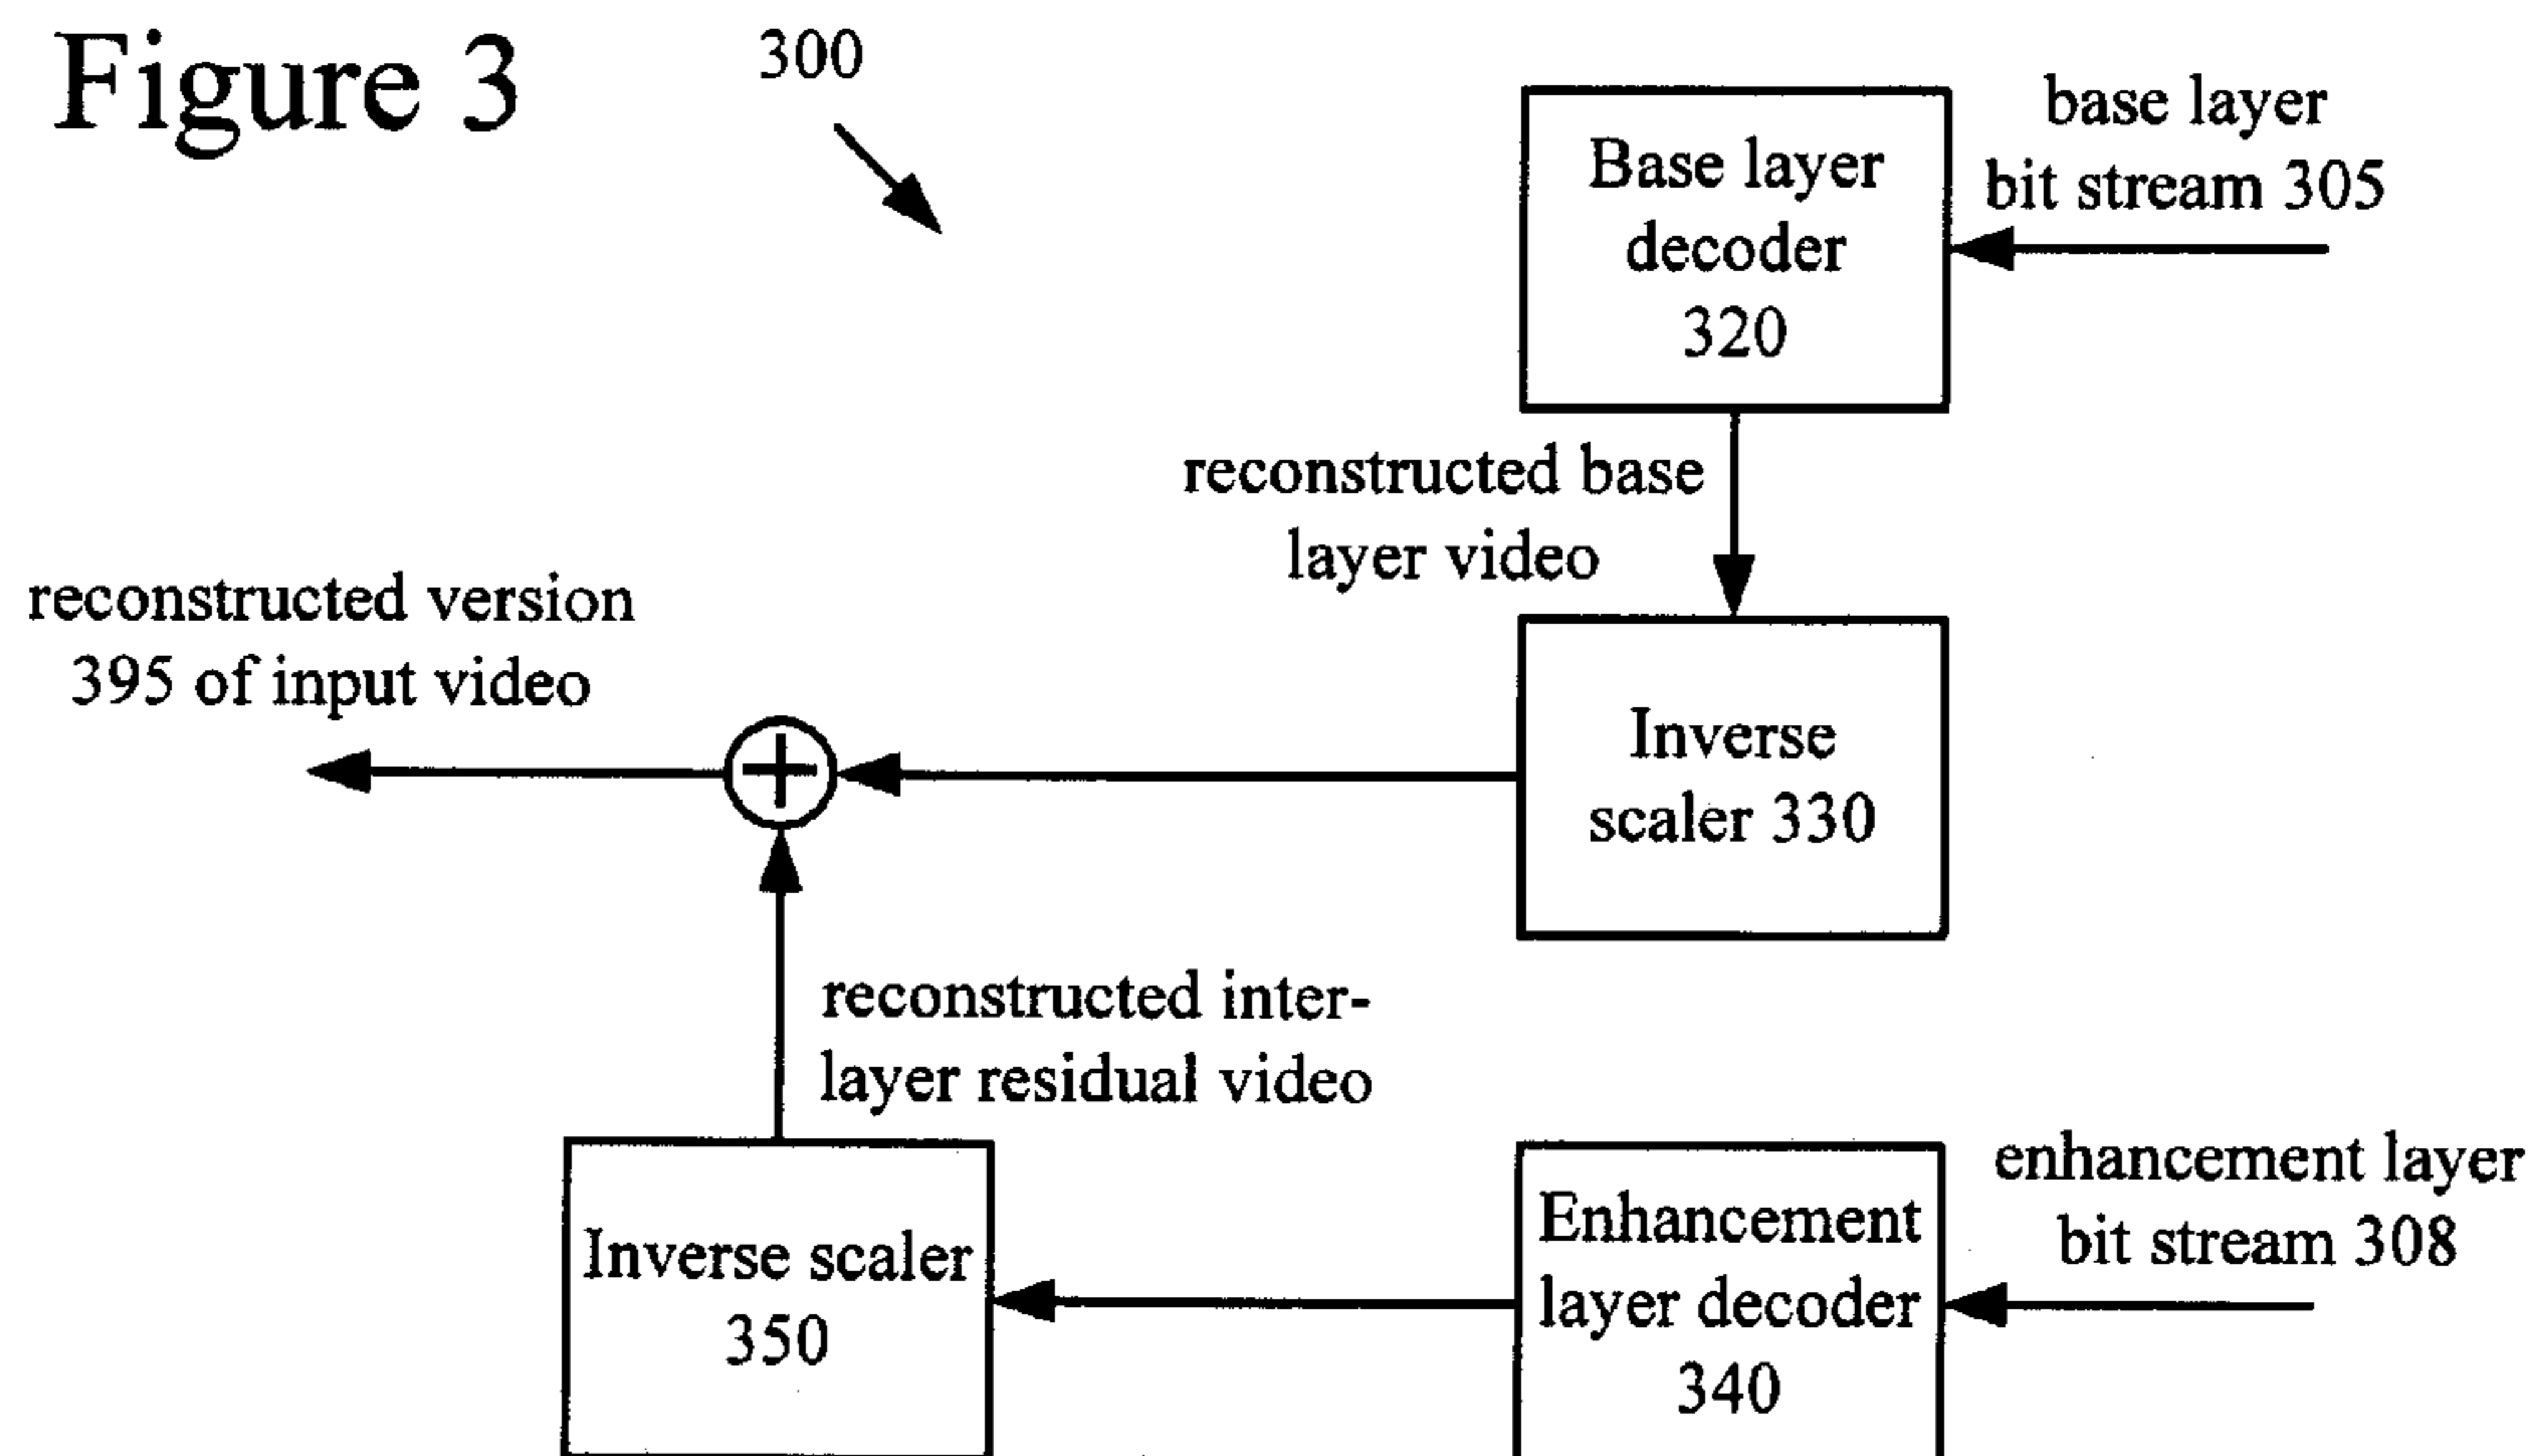 Figure 3
300
Base layer
decoder
320
base layer
bit stream 305
reconstructed base
layer video
reconstructed version
395 of input video
+
Inverse
scaler 330
reconstructed inter-
layer residual video
Inverse scaler
350
Enhancement
layer decoder
340
enhancement layer
bit stream 308